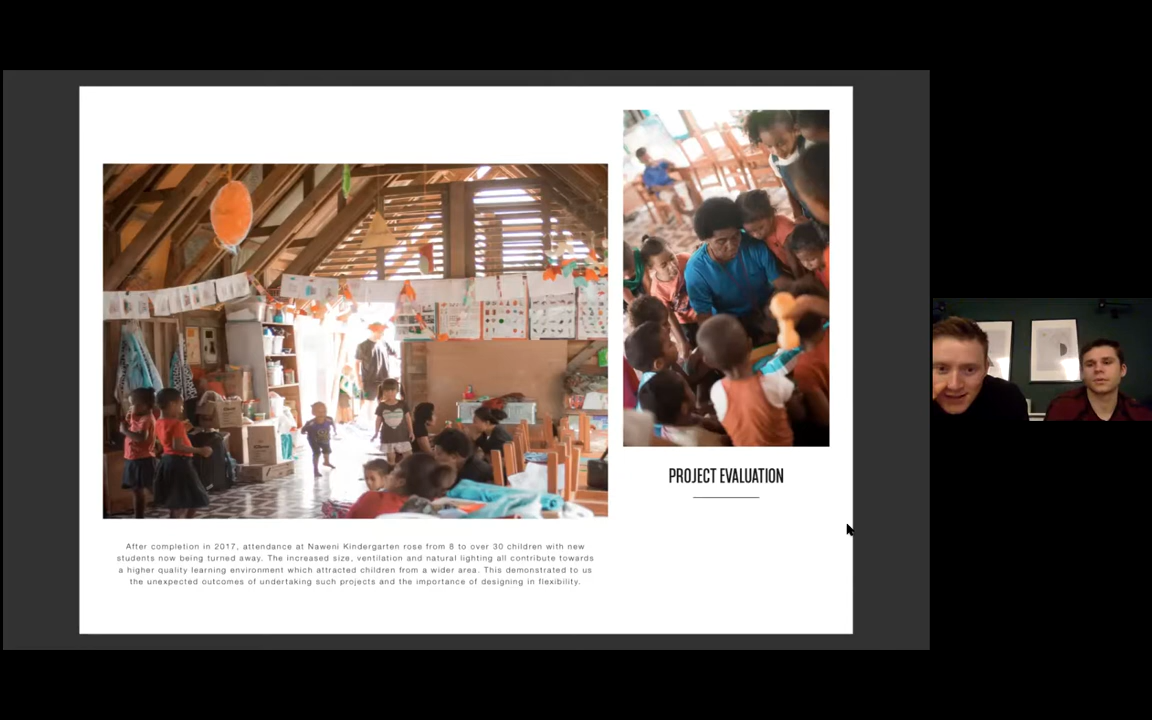 PROJECT EVALUATION
After completion in 2017, attendance at Naweni Kindergarten rose from 8 to over 30 children with new
students now being turned away. The increased size, ventilation and natural lighting all contribute towards
a higher quality learning environment which attracted children from a wider area. This demonstrated to us
the unexpected outcomes of undertaking such projects and the importance of designing in flexibility.